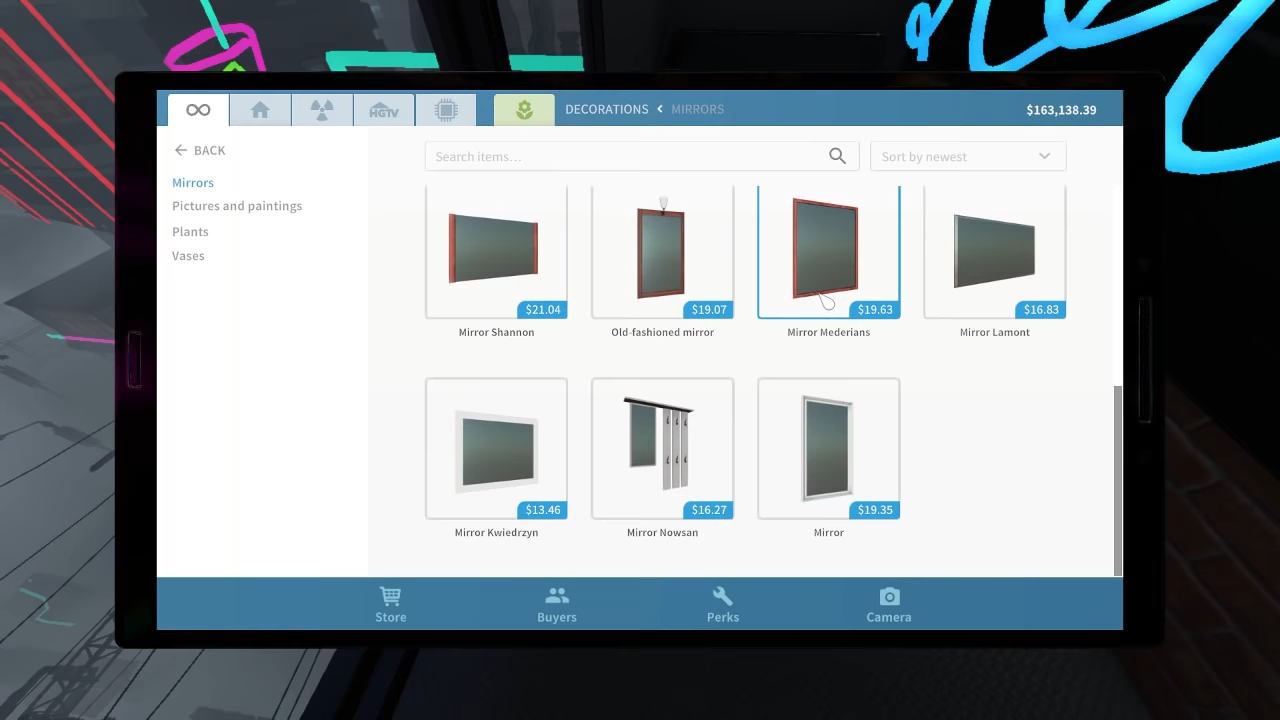 HGTV
DECORATIONS < MIRRORS
$163,138.39
BACK
Search items...
Sort by newest
Mirrors
Pictures and paintings
Plants
Vases
$21.04
$19.07
$19.63
$16.83
Mirror Shannon
Old-fashioned mirror
Mirror Mederians
Mirror Lamont
$13.46
$16.27
$19.35
Mirror Kwiedrzyn
Mirror Nowsan
Mirror
Store
Buyers
Perks
Camera